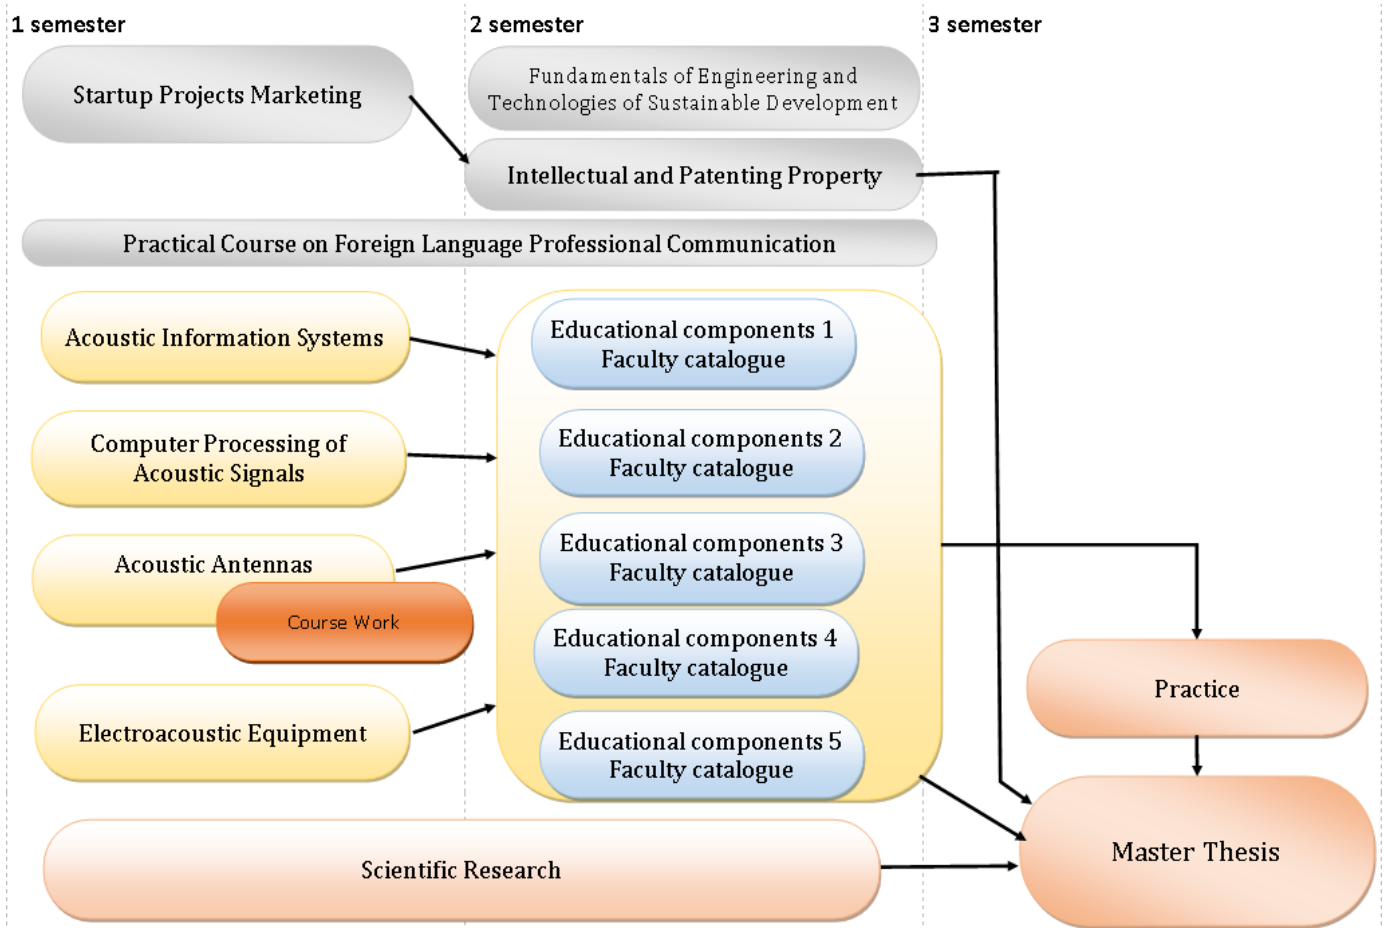 1 semester
2 semester
3 semester
Startup Projects Marketing
Fundamentals of Engineering and
Technologies of Sustainable Development
Intellectual and Patenting Property
Practical Course on Foreign Language Professional Communication
Acoustic Information Systems
Computer Processing of
Acoustic Signals
Acoustic Antennas
Course Work
Electroacoustic Equipment
Educational components 1
Faculty catalogue
Educational components 2
Faculty catalogue
Educational components 3
Faculty catalogue
Educational components 4
Faculty catalogue
Educational components 5
Faculty catalogue
Practice
Master Thesis
Scientific Research